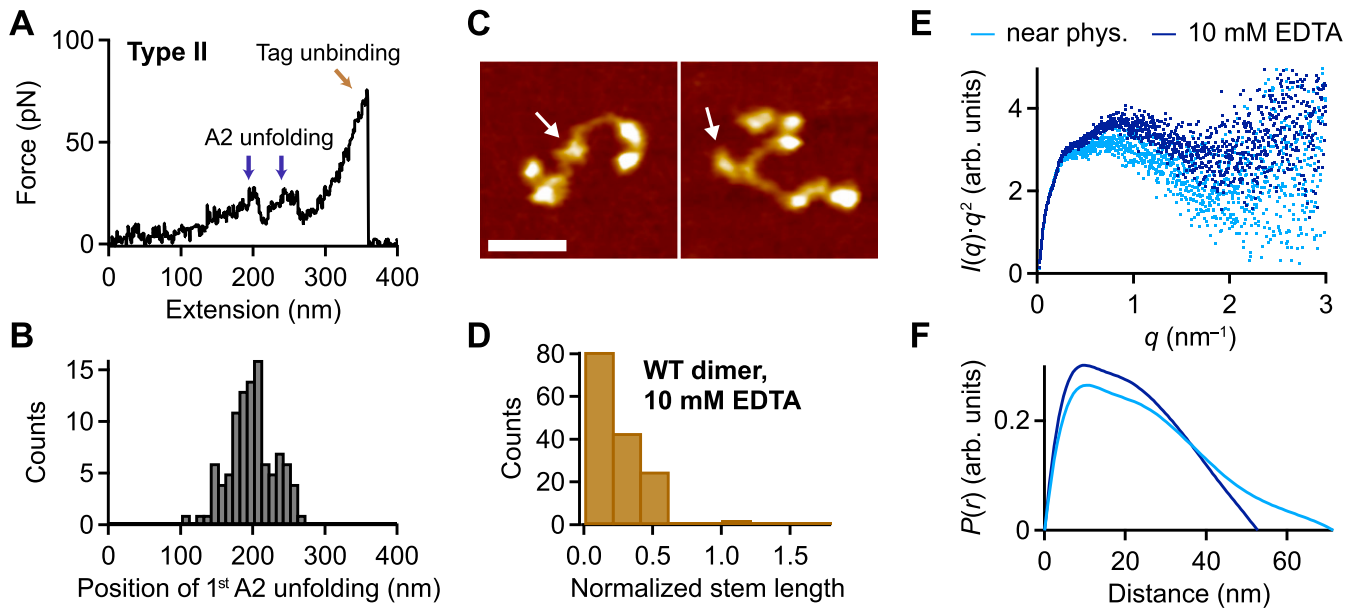 A
Type II
Tag unbinding
A2 unfolding
Force (pN)
100
50
0
0 100 200 300 400
Extension (nm)
B
Counts
15
10
5
0
0 100 200 300 400
Position of 1st A2 unfolding (nm)
C
D
WT dimer,
10 mM EDTA
Counts
80
60
40
20
0
0.0 0.5 1.0 1.5
Normalized stem length
E
near phys. 10 mM EDTA
I(q)·q² (arb. units)
4
2
0
0 1 2 3
q (nm⁻¹)
F
P(r) (arb. units)
0.2
0
0 20 40 60
Distance (nm)